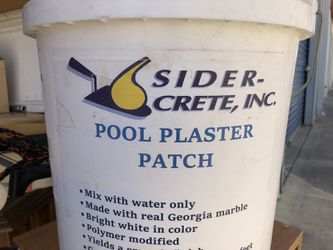 SIDER-
CRETE, INC.
POOL PLASTER
PATCH
• Mix with water only
• Made with real Georgia marble
• Bright white in color
• Polymer modified
• Yields a